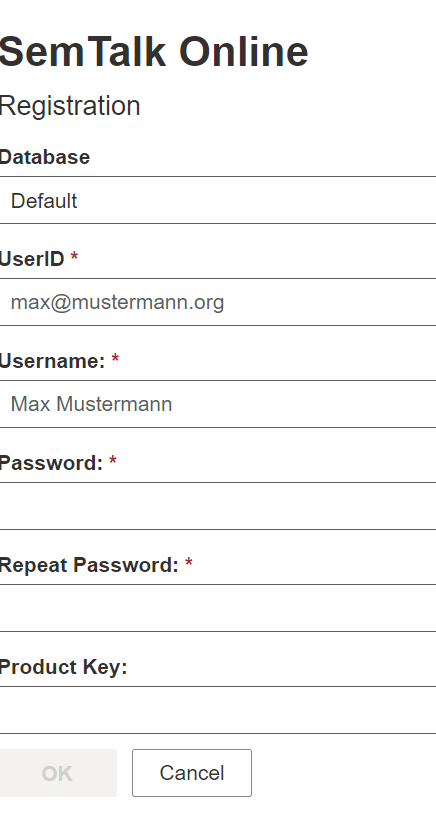 SemTalk Online
Registration
Database
Default
UserID *
max@mustermann.org
Username: *
Max Mustermann
Password: *
Repeat Password: *
Product Key:
OK
Cancel